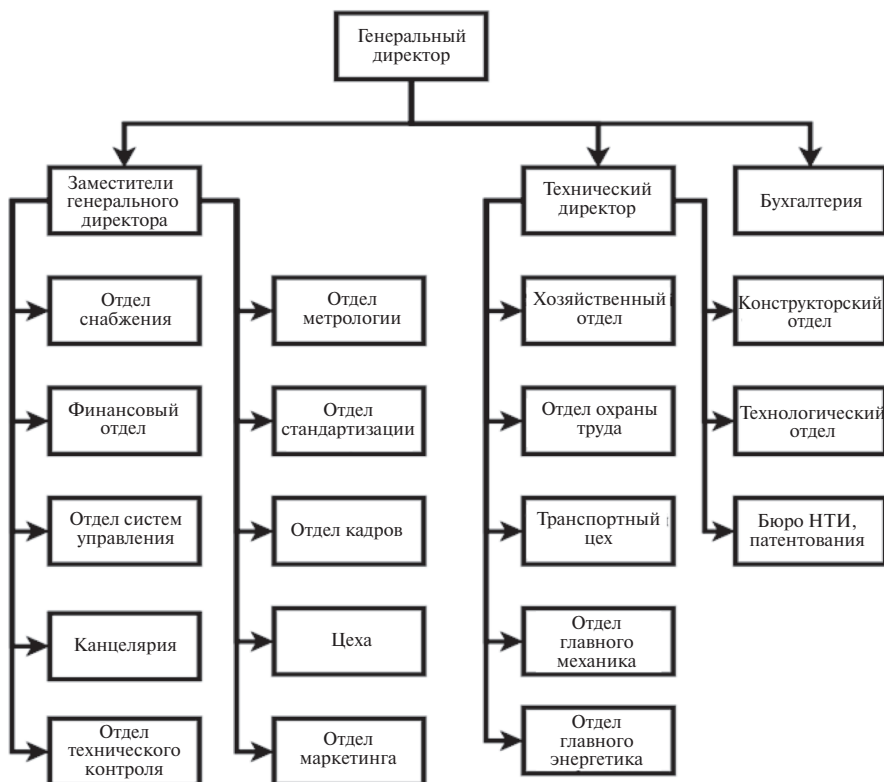 Генеральный
директор
Заместители
генерального
директора
Технический
директор
Бухгалтерия
Отдел
снабжения
Отдел
метрологии
Хозяйственный
отдел
Конструкторский
отдел
Финансовый
отдел
Отдел
стандартизации
Отдел охраны
труда
Технологический
отдел
Отдел систем
управления
Отдел кадров
Транспортный
цех
Бюро НТИ,
патентования
Канцелярия
Цеха
Отдел
главного
механика
Отдел
технического
контроля
Отдел
маркетинга
Отдел
главного
энергетика